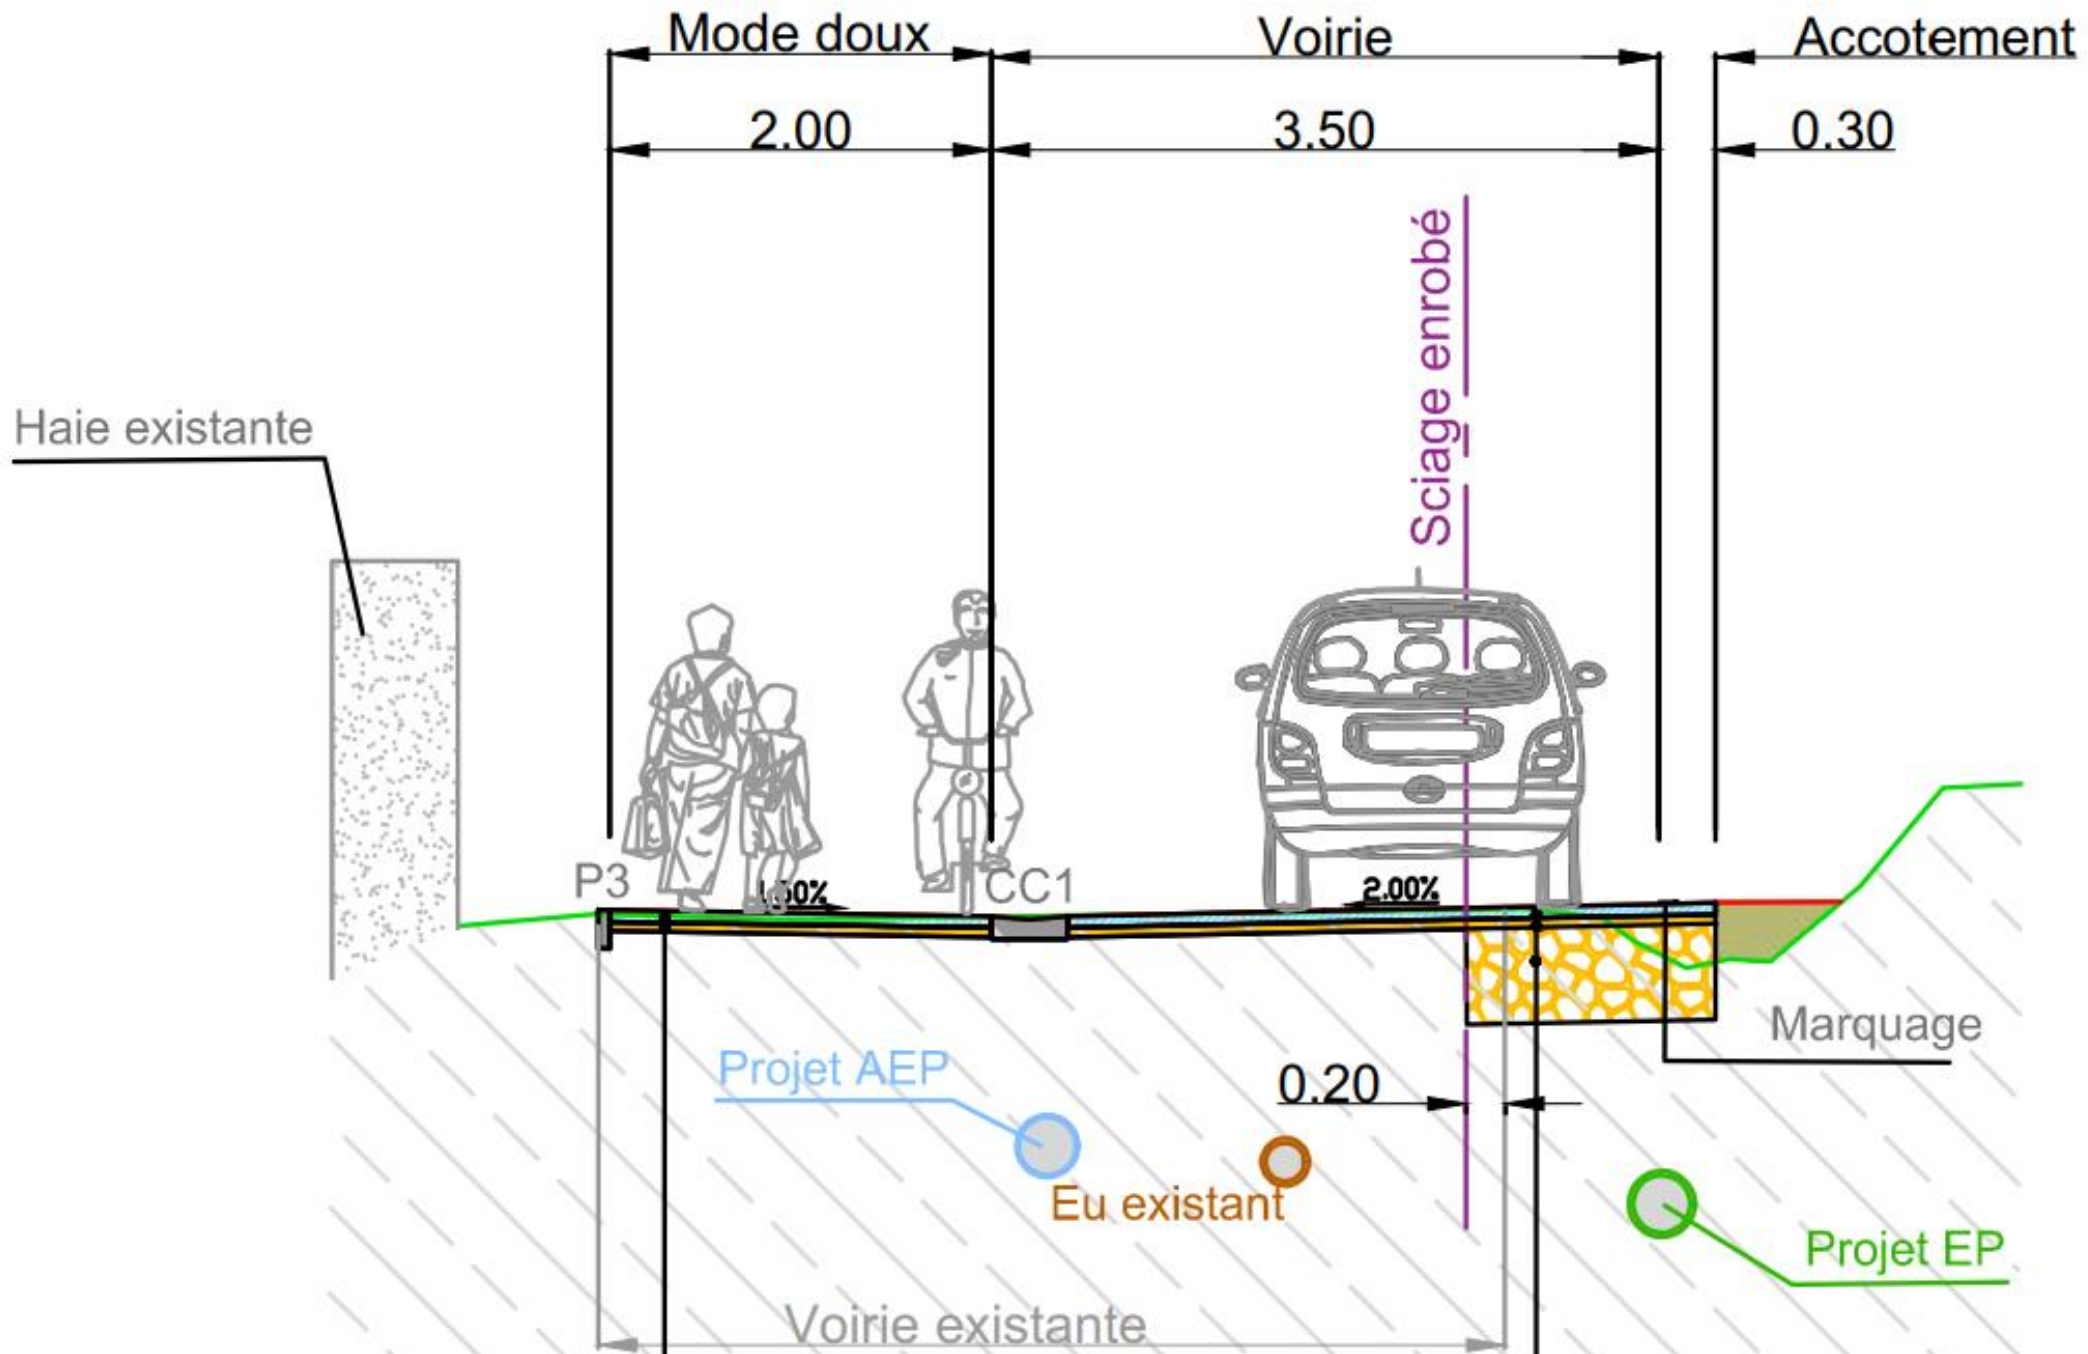 Mode doux
Voirie
Accotement
2.00
3.50
0.30
Sciage enrobé
Haie existante
P3
CC1
2.00%
Marquage
Projet AEP
0.20
Eu existant
Projet EP
Voirie existante